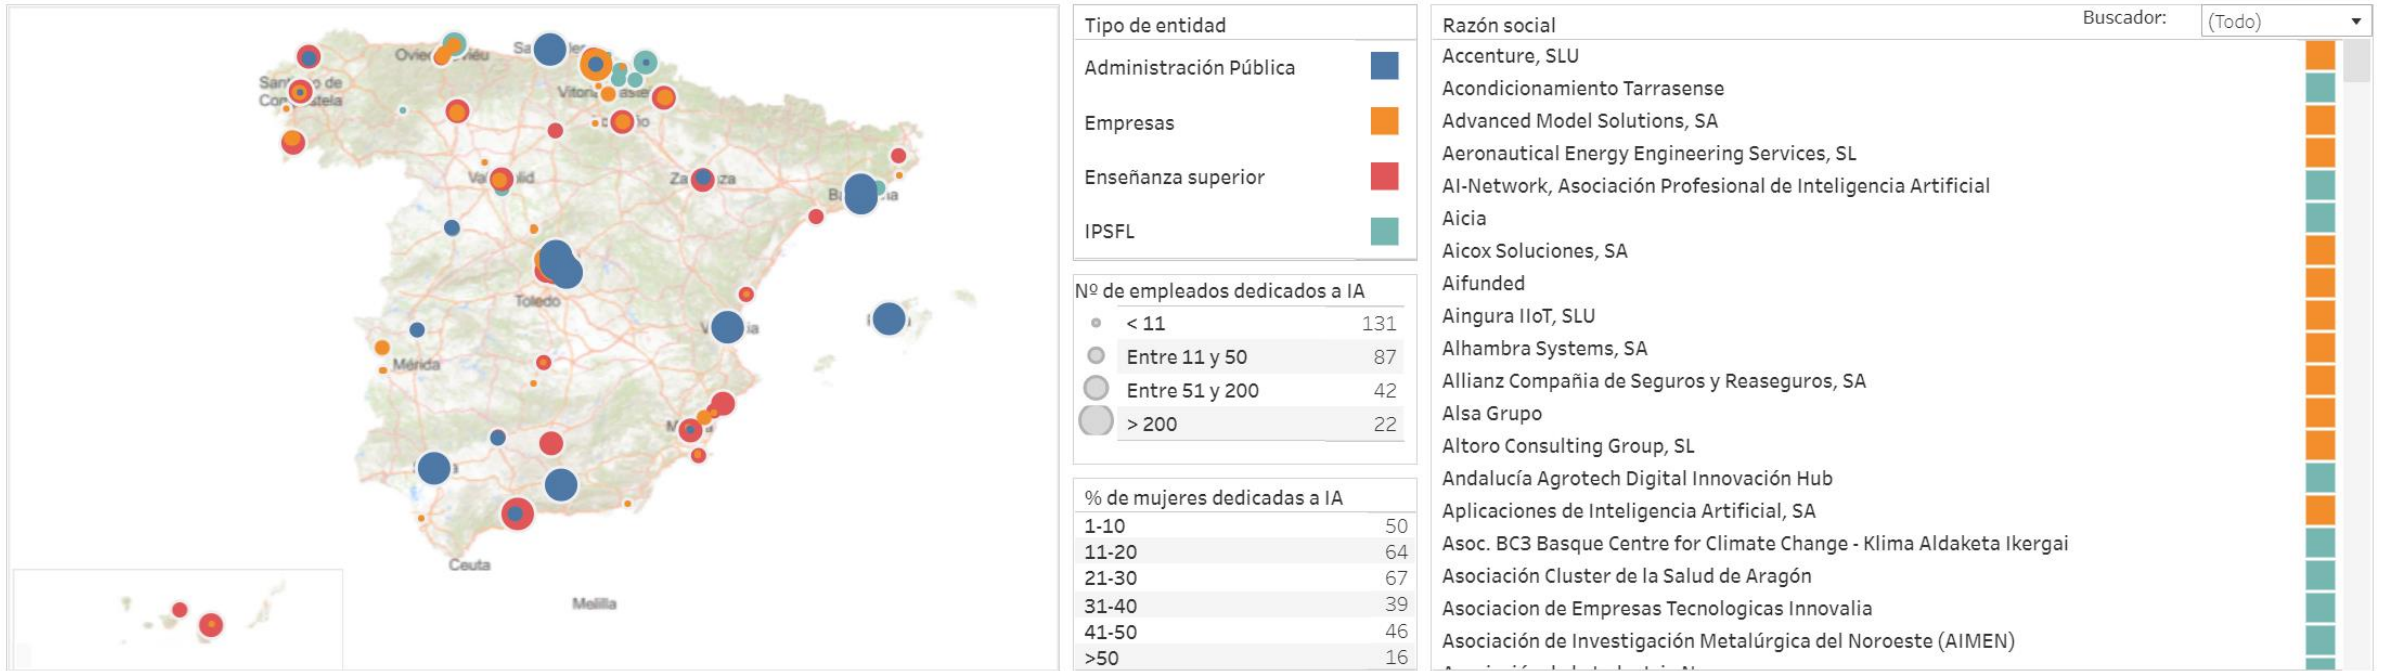 Toledo
Mérida
Ceuta
Melilla
Tipo de entidad
Administración Pública
Empresas
Enseñanza superior
IPSFL
Nº de empleados dedicados a IA
< 11 131
Entre 11 y 50 87
Entre 51 y 200 42
> 200 22
% de mujeres dedicadas a IA
1-10 50
11-20 64
21-30 67
31-40 39
41-50 46
>50 16
Razón social
Buscador: (Todo)
Accenture, SLU
Acondicionamiento Tarrasense
Advanced Model Solutions, SA
Aeronautical Energy Engineering Services, SL
AI-Network, Asociación Profesional de Inteligencia Artificial
Aicia
Aicox Soluciones, SA
Aifunded
Aingura IIoT, SLU
Alhambra Systems, SA
Allianz Compañia de Seguros y Reaseguros, SA
Alsa Grupo
Altoro Consulting Group, SL
Andalucía Agrotech Digital Innovación Hub
Aplicaciones de Inteligencia Artificial, SA
Asoc. BC3 Basque Centre for Climate Change - Klima Aldaketa Ikergai
Asociación Cluster de la Salud de Aragón
Asociacion de Empresas Tecnologicas Innovalia
Asociación de Investigación Metalúrgica del Noroeste (AIMEN)